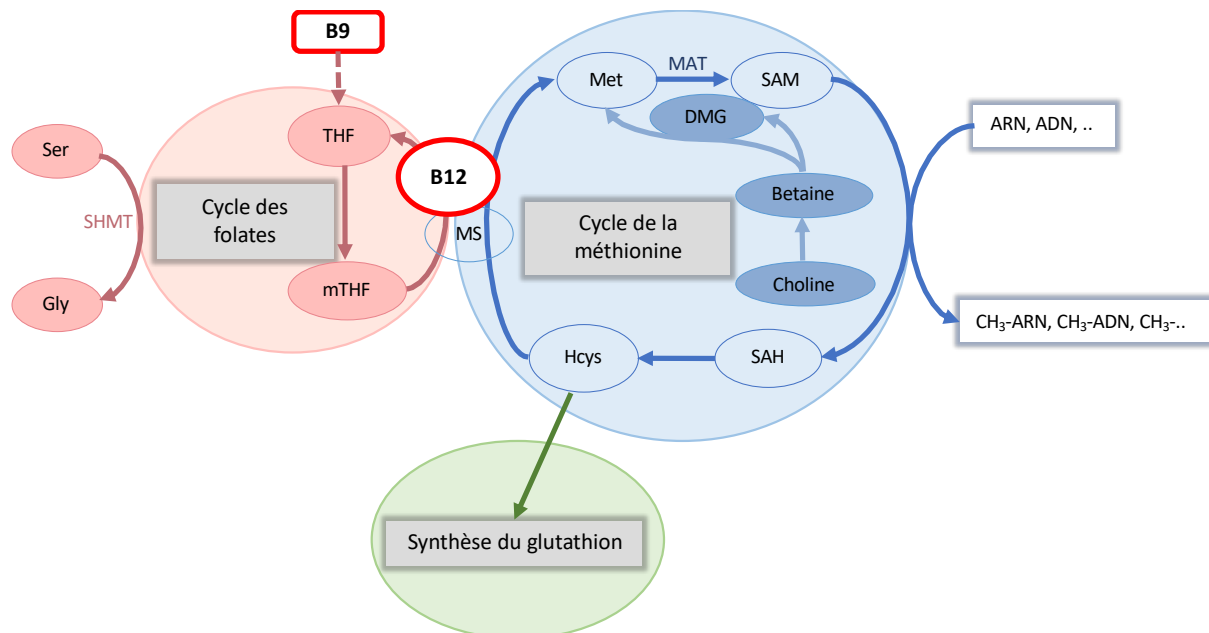 B9
Met
MAT
SAM
DMG
THF
ARN, ADN, ..
Ser
B12
Betaine
Cycle des
folates
SHMT
MS
Cycle de la
méthionine
Gly
mTHF
Choline
CH₃-ARN, CH₃-ADN, CH₃-..
Hcys
SAH
Synthèse du glutathion